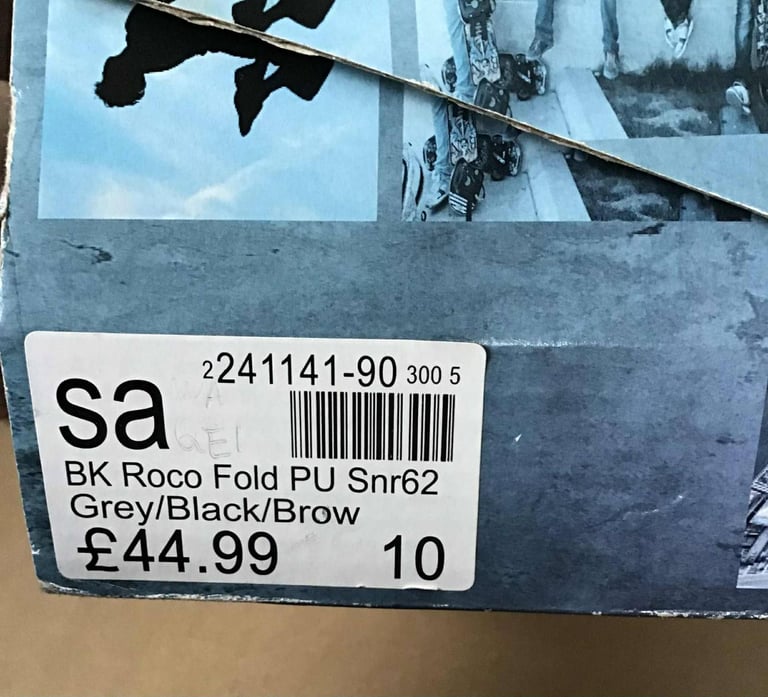 2241141-90 300 5
sa
BK Roco Fold PU Snr62
Grey/Black/Brow
£44.99 10